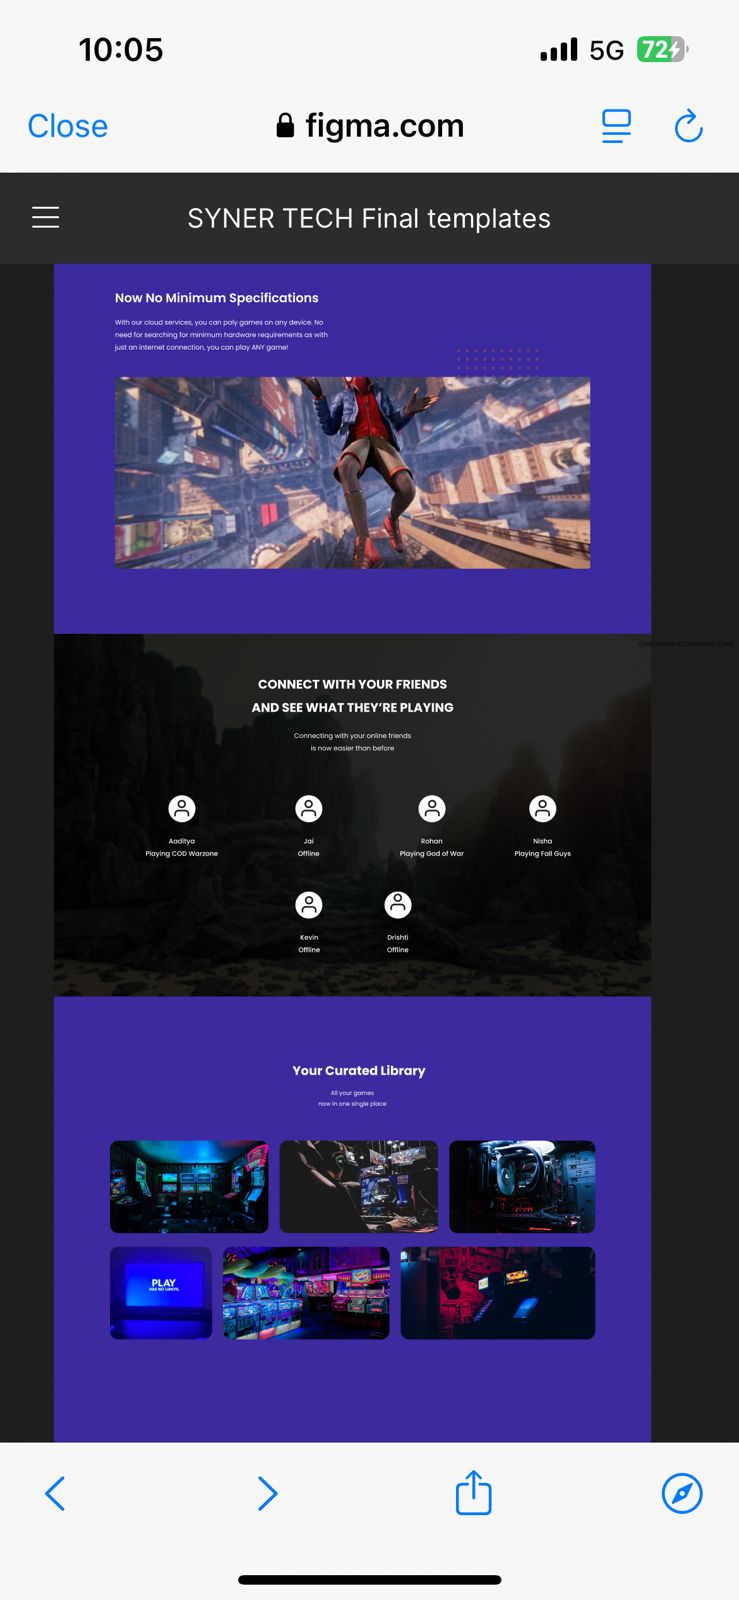 10:05
5G
72
Close
figma.com
SYNER TECH Final templates
Now No Minimum Specifications
With our cloud services, you can paly games on any device. No
need for searching for minimum hardware requirements as with
just an internet connection, you can play ANY game!
CONNECT WITH YOUR FRIENDS
AND SEE WHAT THEY’RE PLAYING
Connecting with your online friends
is now easier than before
Aaditya
Playing COD Warzone
Jai
Offline
Rohan
Playing God of War
Nisha
Playing Fall Guys
Kevin
Offline
Drishti
Offline
Your Curated Library
All your games
now in one single place
PLAY
HAS NO LIMITS.